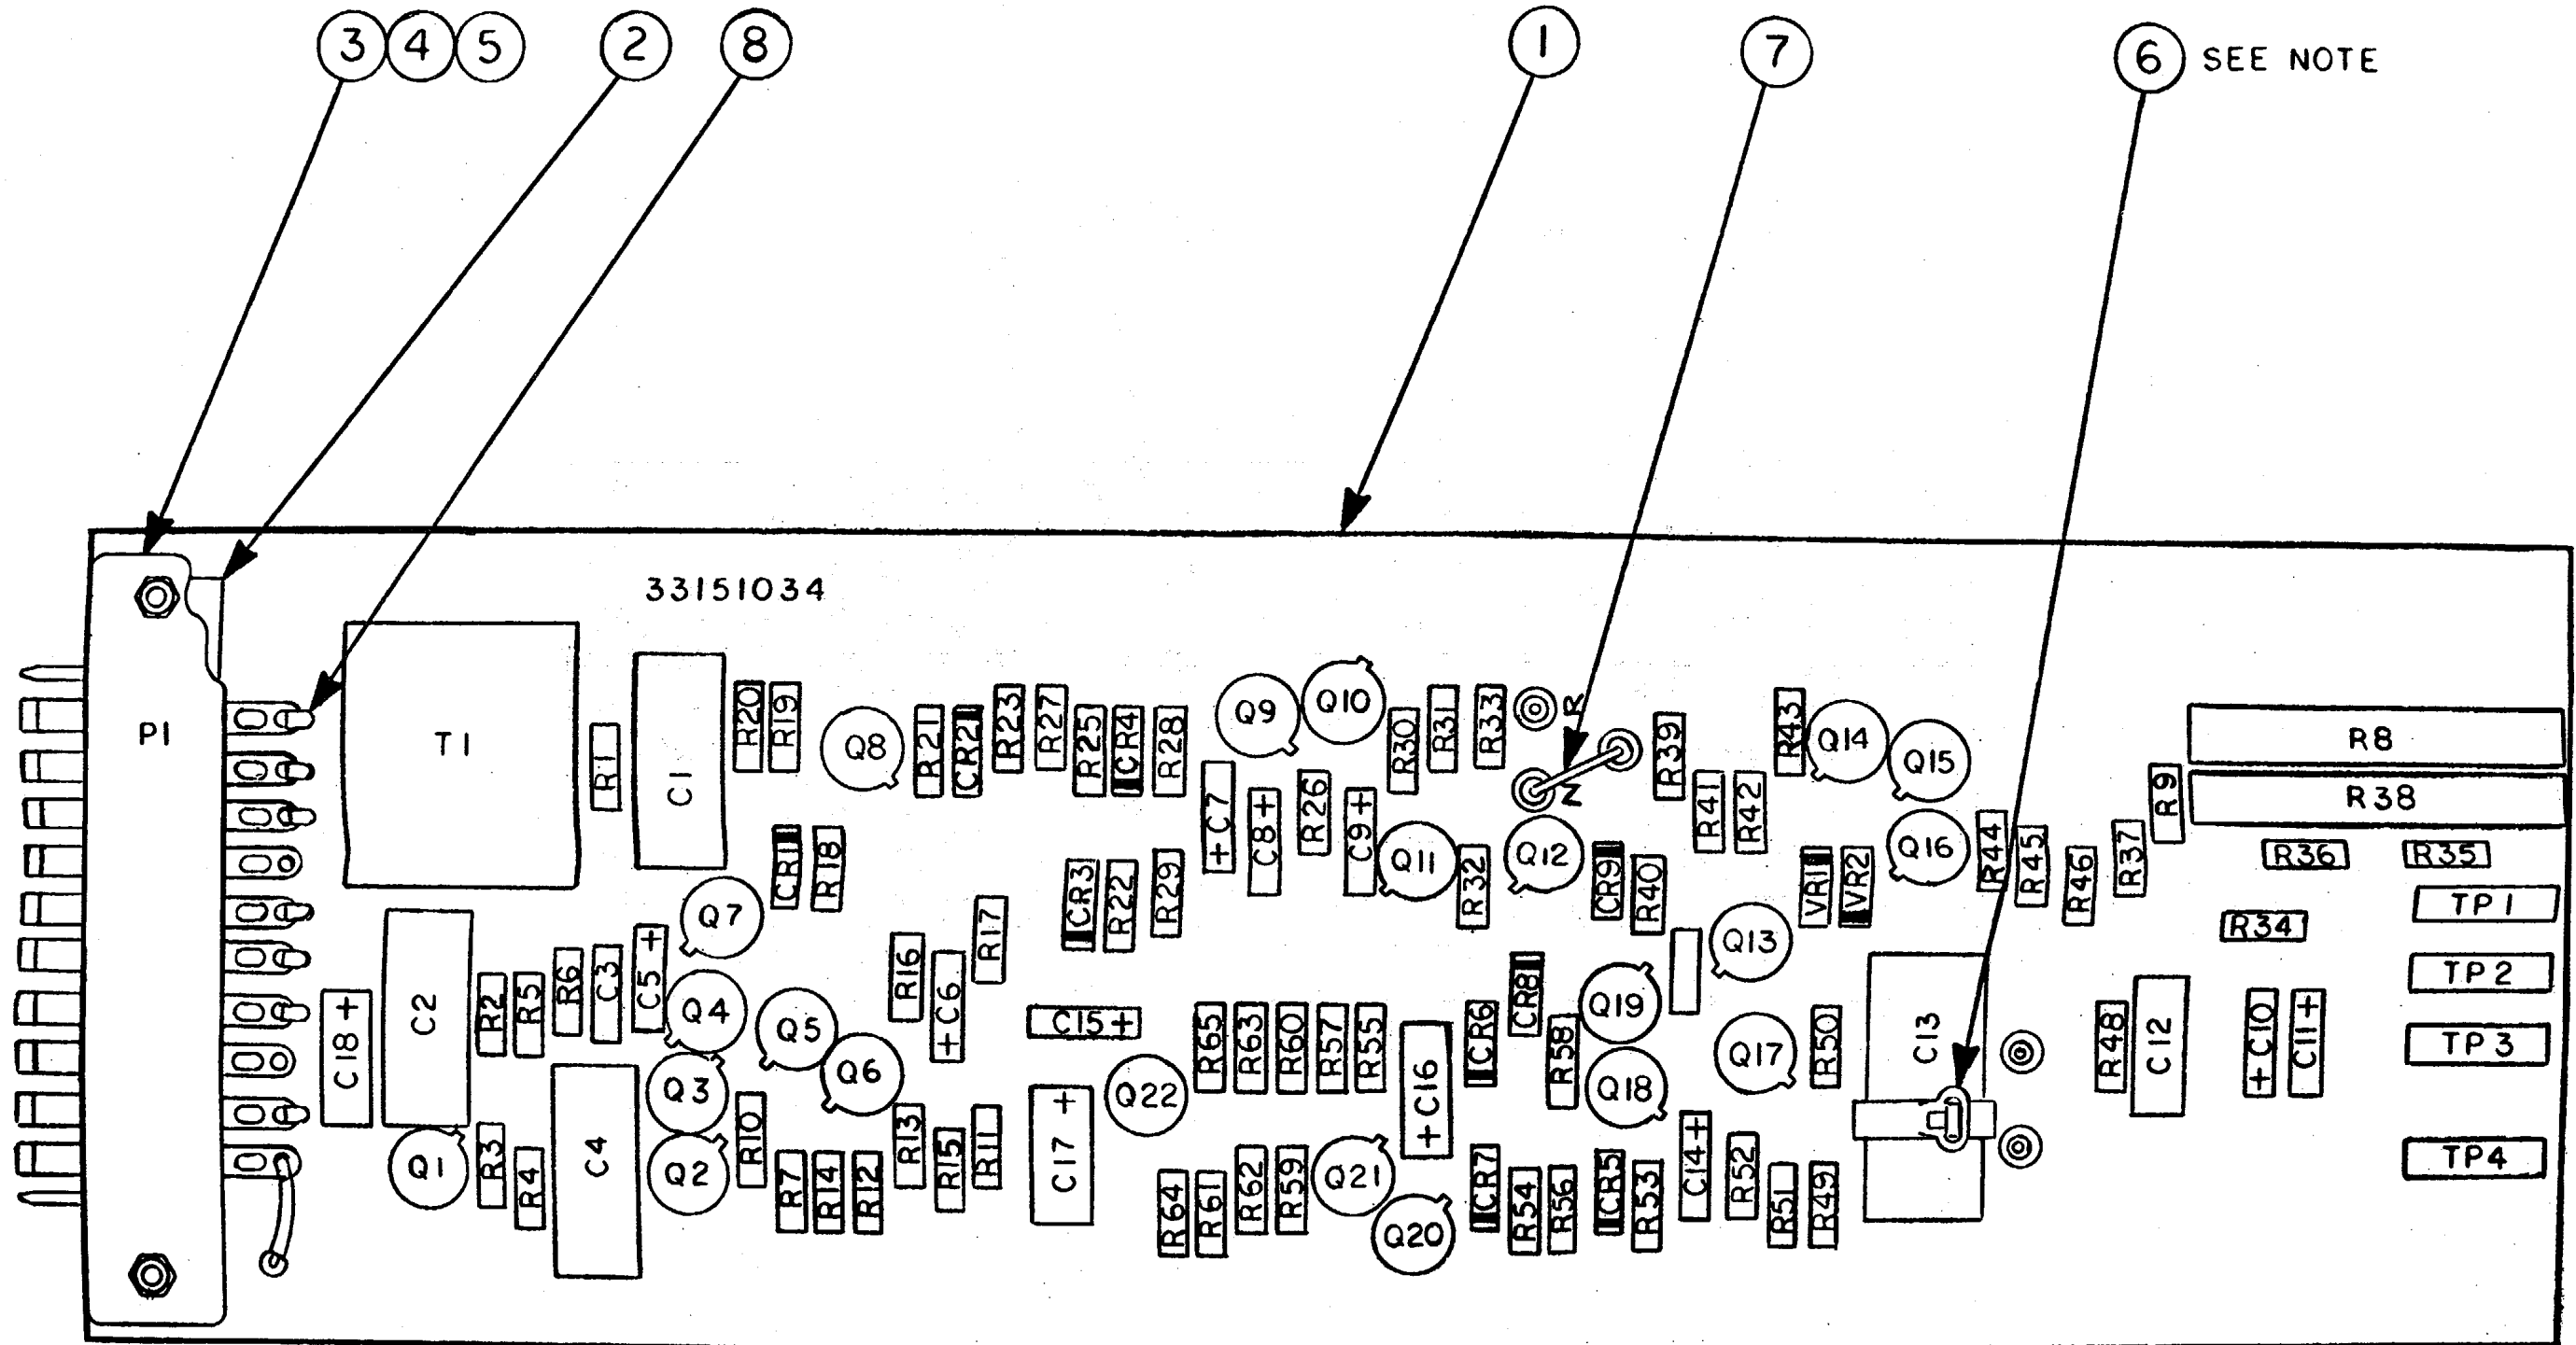 3 4 5 2 8 1 7 6 SEE NOTE
33151034
P1 T1 R1 C1 R20 R19 Q8 R21 CR2 R23 R27 R25 CR4 R28 Q9 Q10 R30 R31 R33 R N R39 R43 Q14 Q15 R8
R38
CR1 R18 +C7 C8+ R26 C9+ Q11 R32 Q12 CR9 R40 R41 R42 VR1 VR2 Q16 R44 R45 R46 R37 R9 R36 R35
Q7 CR3 R22 R29 TP1
R34
C18+ C2 R2 R5 R6 C3 C5+ Q4 Q5 R16 +C6 R17 C15+ CR8 Q19 Q13 TP2
Q3 Q6 Q22 R65 R63 R60 R57 R55 +C16 CR6 R58 Q18 Q17 R50 C13 R48 C12 +C10 C11+ TP3
Q1 R3 R4 C4 Q2 R10 R7 R14 R12 R13 R15 R11 C17+ R64 R61 R62 R59 Q21 CR7 R54 R56 CR5 R53 C14+ R52 R51 R49 TP4
Q20